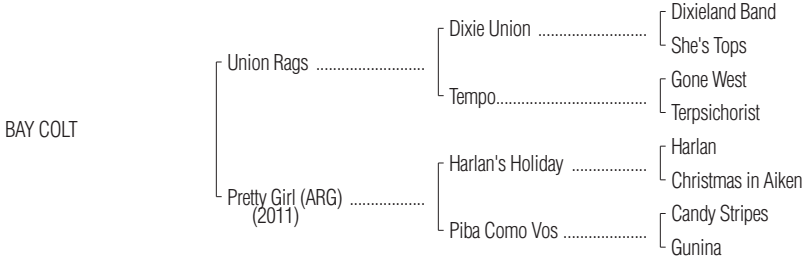 Dixieland Band
Dixie Union ..........................
She's Tops
Union Rags ..........................
Gone West
Tempo....................................
Terpsichorist
BAY COLT
Harlan
Harlan's Holiday ..................
Christmas in Aiken
Pretty Girl (ARG) ..................
(2011)
Candy Stripes
Piba Como Vos ....................
Gunina